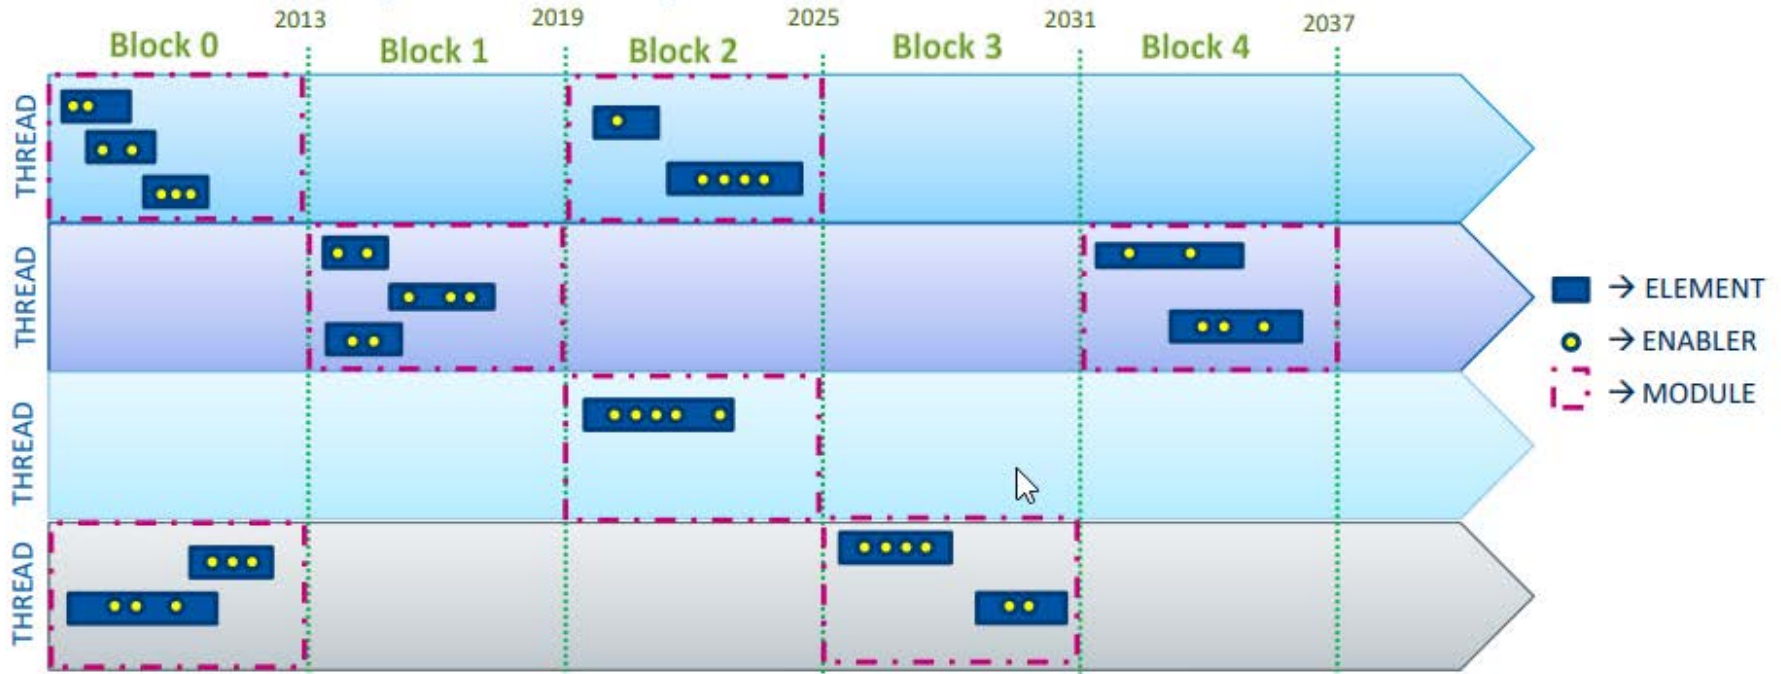 2013
2019
2025
2031
2037
Block 0
Block 1
Block 2
Block 3
Block 4
THREAD
THREAD
THREAD
THREAD
→ ELEMENT
→ ENABLER
→ MODULE